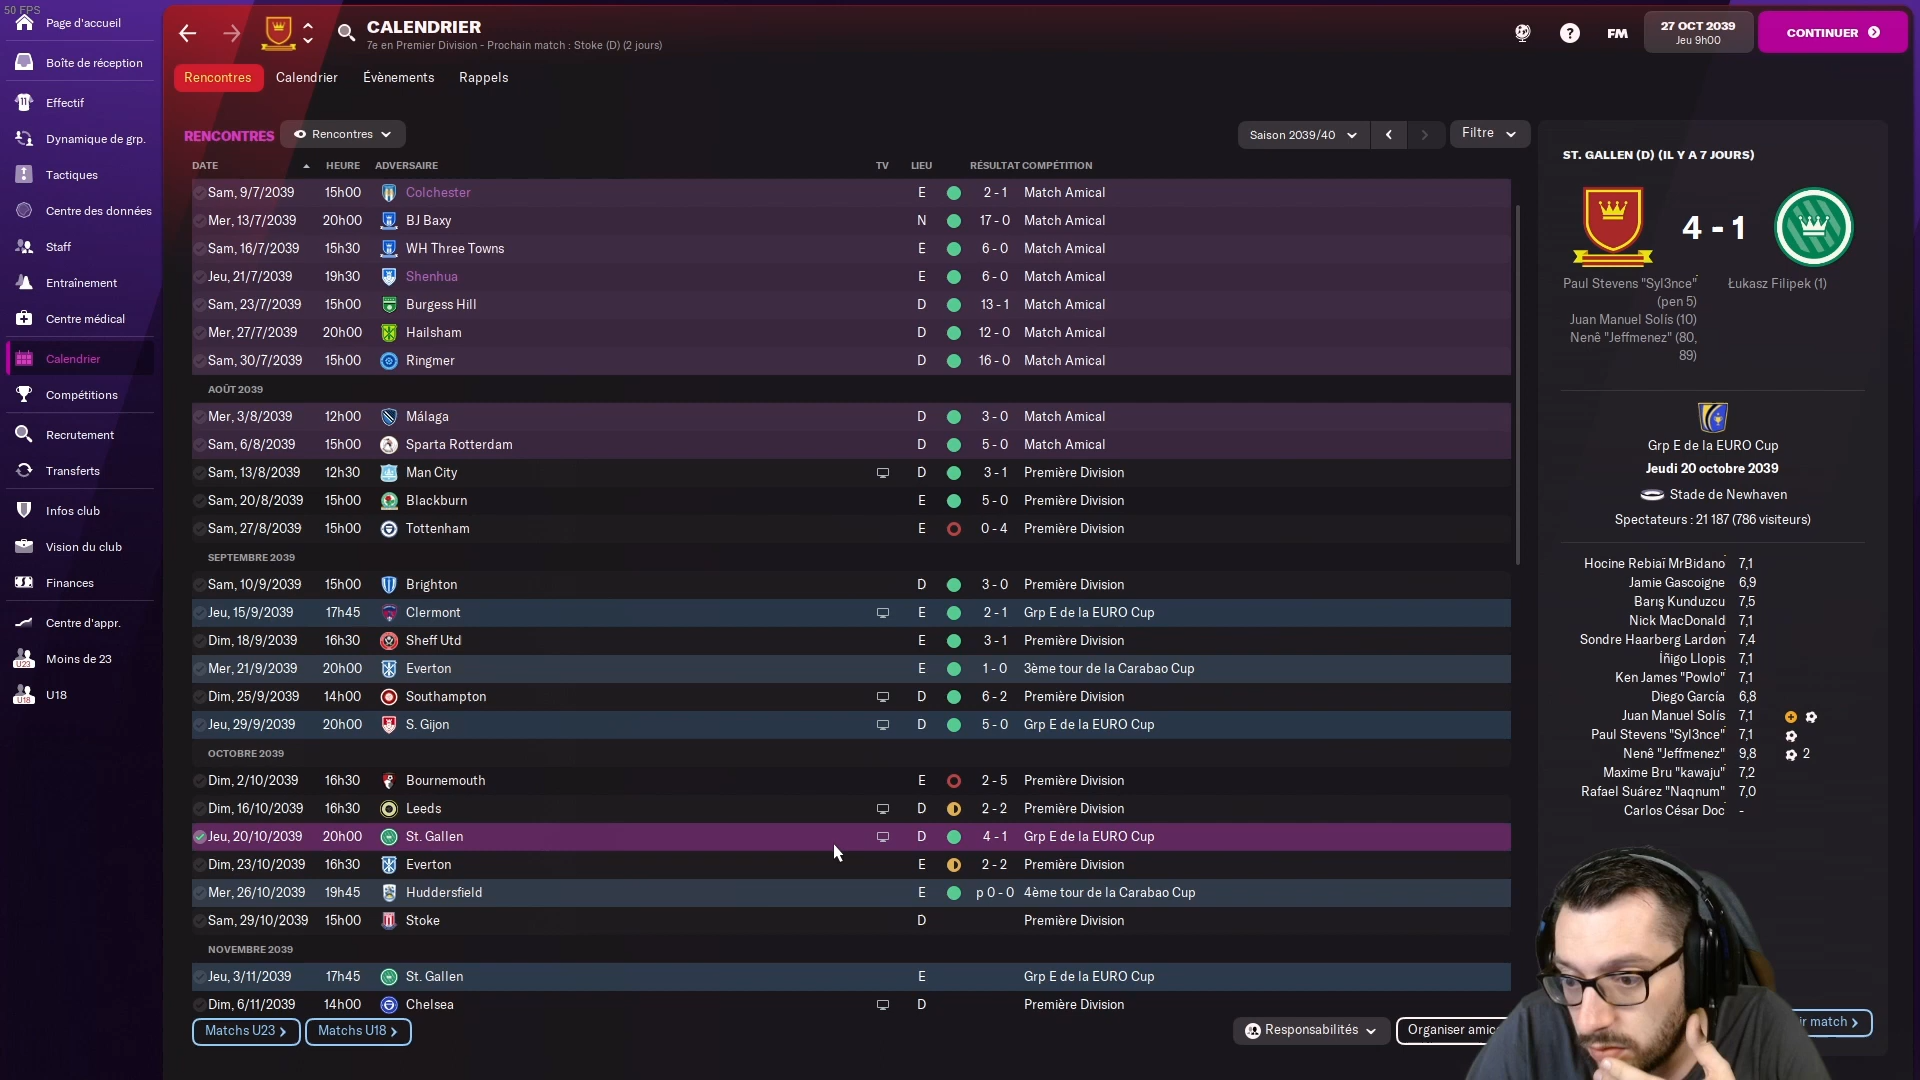 50 FPS
Page d'accueil
Boîte de réception
Effectif
Dynamique de grp.
Tactiques
Centre des données
Staff
Entraînement
Centre médical
Calendrier
Compétitions
Recrutement
Transferts
Infos club
Vision du club
Finances
Centre d'appr.
Moins de 23
U18
CALENDRIER
7e en Premier Division - Prochain match : Stoke (D) (2 jours)
FM
27 OCT 2039
Jeu 9h00
CONTINUER
Rencontres
Calendrier
Évènements
Rappels
RENCONTRES
Rencontres
Saison 2039/40
Filtre
DATE HEURE ADVERSAIRE TV LIEU RÉSULTAT COMPÉTITION
Sam, 9/7/2039 15h00 Colchester E 2 - 1 Match Amical
Mer, 13/7/2039 20h00 BJ Baxy N 17 - 0 Match Amical
Sam, 16/7/2039 15h30 WH Three Towns E 6 - 0 Match Amical
Jeu, 21/7/2039 19h30 Shenhua E 6 - 0 Match Amical
Sam, 23/7/2039 15h00 Burgess Hill D 13 - 1 Match Amical
Mer, 27/7/2039 20h00 Hailsham D 12 - 0 Match Amical
Sam, 30/7/2039 15h00 Ringmer D 16 - 0 Match Amical
AOÛT 2039
Mer, 3/8/2039 12h00 Málaga D 3 - 0 Match Amical
Sam, 6/8/2039 15h00 Sparta Rotterdam D 5 - 0 Match Amical
Sam, 13/8/2039 12h30 Man City D 3 - 1 Première Division
Sam, 20/8/2039 15h00 Blackburn E 5 - 0 Première Division
Sam, 27/8/2039 15h00 Tottenham E 0 - 4 Première Division
SEPTEMBRE 2039
Sam, 10/9/2039 15h00 Brighton D 3 - 0 Première Division
Jeu, 15/9/2039 17h45 Clermont E 2 - 1 Grp E de la EURO Cup
Dim, 18/9/2039 16h30 Sheff Utd E 3 - 1 Première Division
Mer, 21/9/2039 20h00 Everton E 1 - 0 3ème tour de la Carabao Cup
Dim, 25/9/2039 14h00 Southampton D 6 - 2 Première Division
Jeu, 29/9/2039 20h00 S. Gijon D 5 - 0 Grp E de la EURO Cup
OCTOBRE 2039
Dim, 2/10/2039 16h30 Bournemouth E 2 - 5 Première Division
Dim, 16/10/2039 16h30 Leeds D 2 - 2 Première Division
Jeu, 20/10/2039 20h00 St. Gallen D 4 - 1 Grp E de la EURO Cup
Dim, 23/10/2039 16h30 Everton E 2 - 2 Première Division
Mer, 26/10/2039 19h45 Huddersfield E p 0 - 0 4ème tour de la Carabao Cup
Sam, 29/10/2039 15h00 Stoke D Première Division
NOVEMBRE 2039
Jeu, 3/11/2039 17h45 St. Gallen E Grp E de la EURO Cup
Dim, 6/11/2039 14h00 Chelsea D Première Division
Matchs U23
Matchs U18
Responsabilités
Organiser amic
ST. GALLEN (D) (IL Y A 7 JOURS)
4 - 1
Paul Stevens "Syl3nce"
(pen 5)
Juan Manuel Solís (10)
Nenê "Jeffmenez" (80,
89)
Łukasz Filipek (1)
Grp E de la EURO Cup
Jeudi 20 octobre 2039
Stade de Newhaven
Spectateurs : 21 187 (786 visiteurs)
Hocine Rebiaï MrBidano 7,1
Jamie Gascoigne 6,9
Barış Kunduzcu 7,5
Nick MacDonald 7,1
Sondre Haarberg Lardøn 7,4
Íñigo Llopis 7,1
Ken James "Powlo" 7,1
Diego García 6,8
Juan Manuel Solís 7,1
Paul Stevens "Syl3nce" 7,1
Nenê "Jeffmenez" 9,8 2
Maxime Bru "kawaju" 7,2
Rafael Suárez "Naqnum" 7,0
Carlos César Doc -
ir match